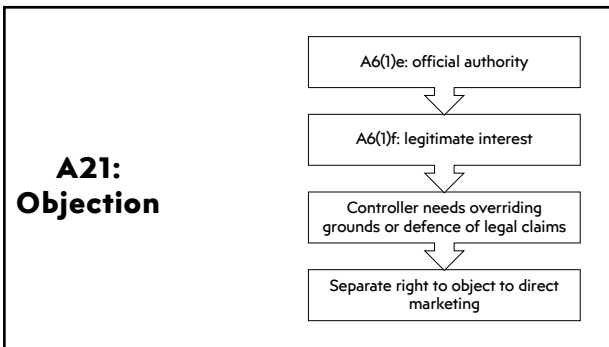 A21:
Objection
A6(1)e: official authority
A6(1)f: legitimate interest
Controller needs overriding
grounds or defence of legal claims
Separate right to object to direct
marketing